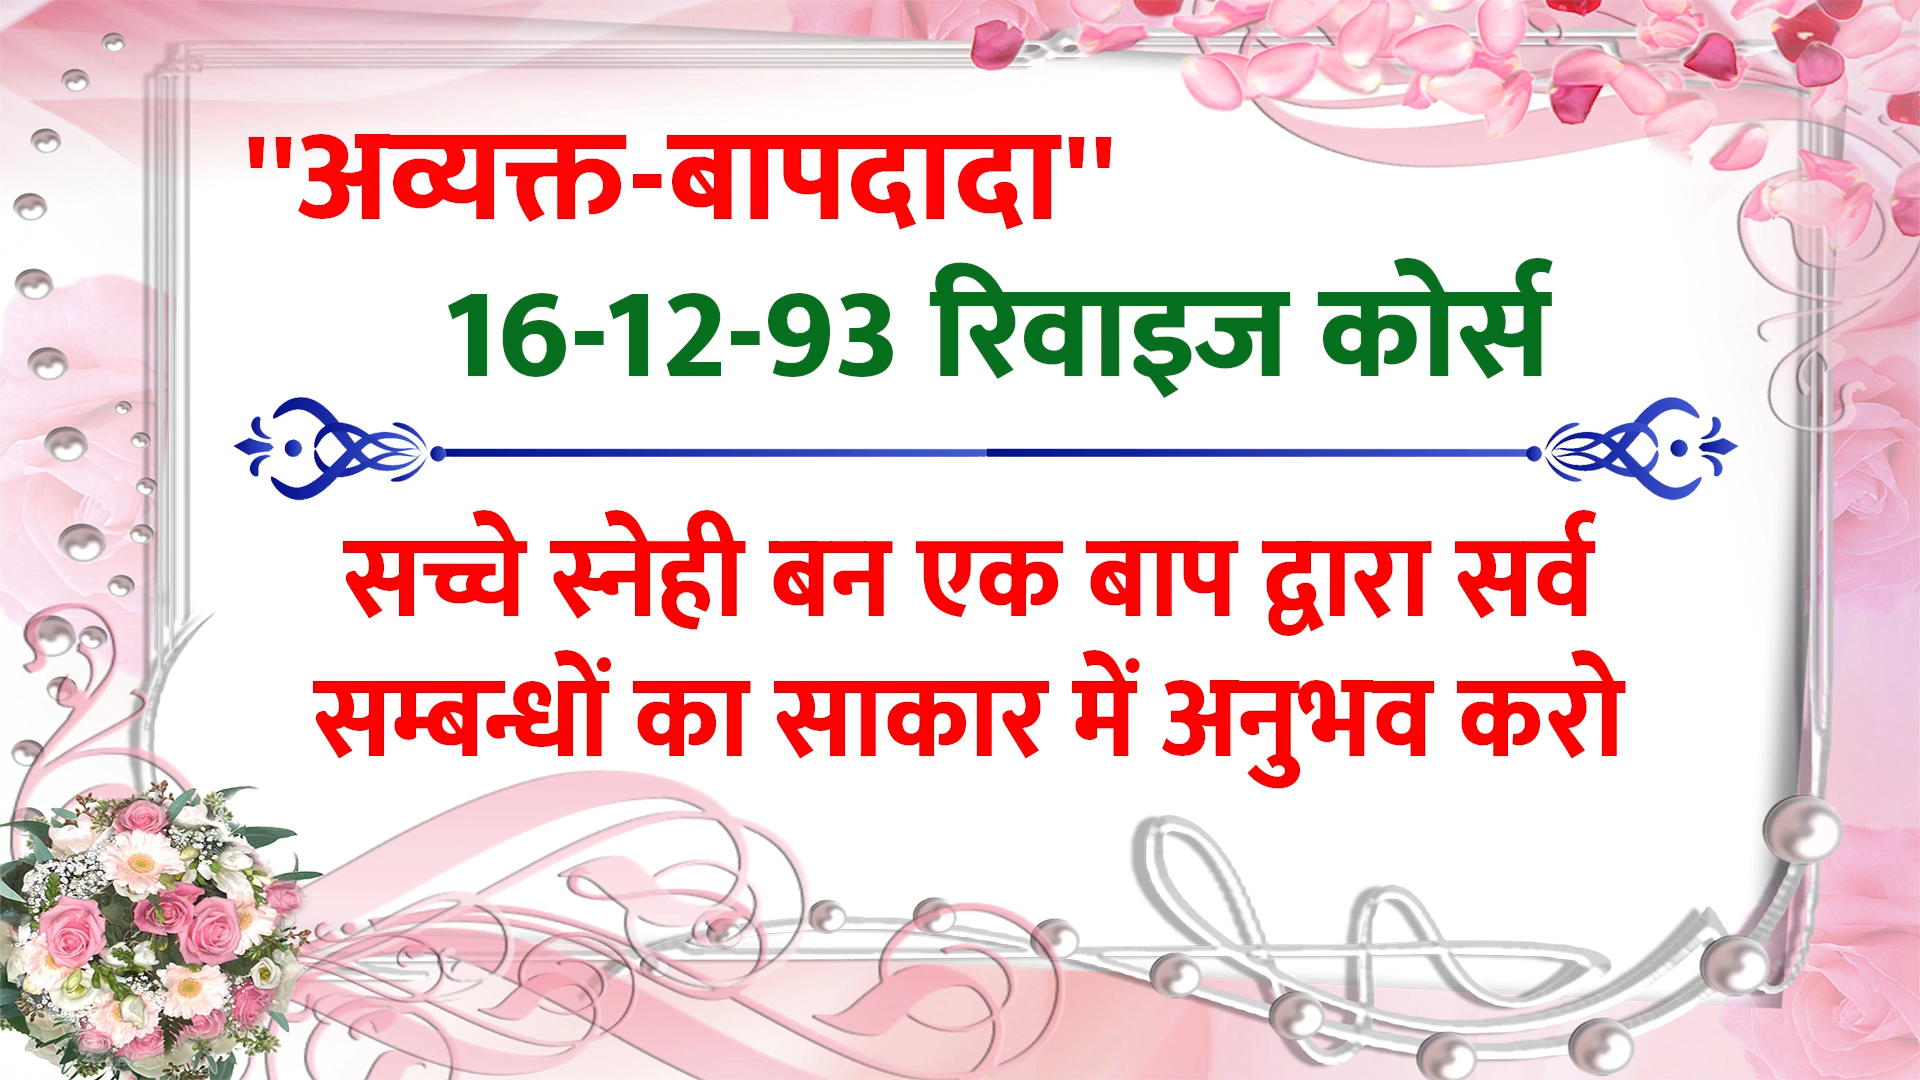 "अव्यक्त-बापदादा"
16-12-93 रिवाइज कोर्स
सच्चे स्नेही बन एक बाप द्वारा सर्व
सम्बन्धों का साकार में अनुभव करो